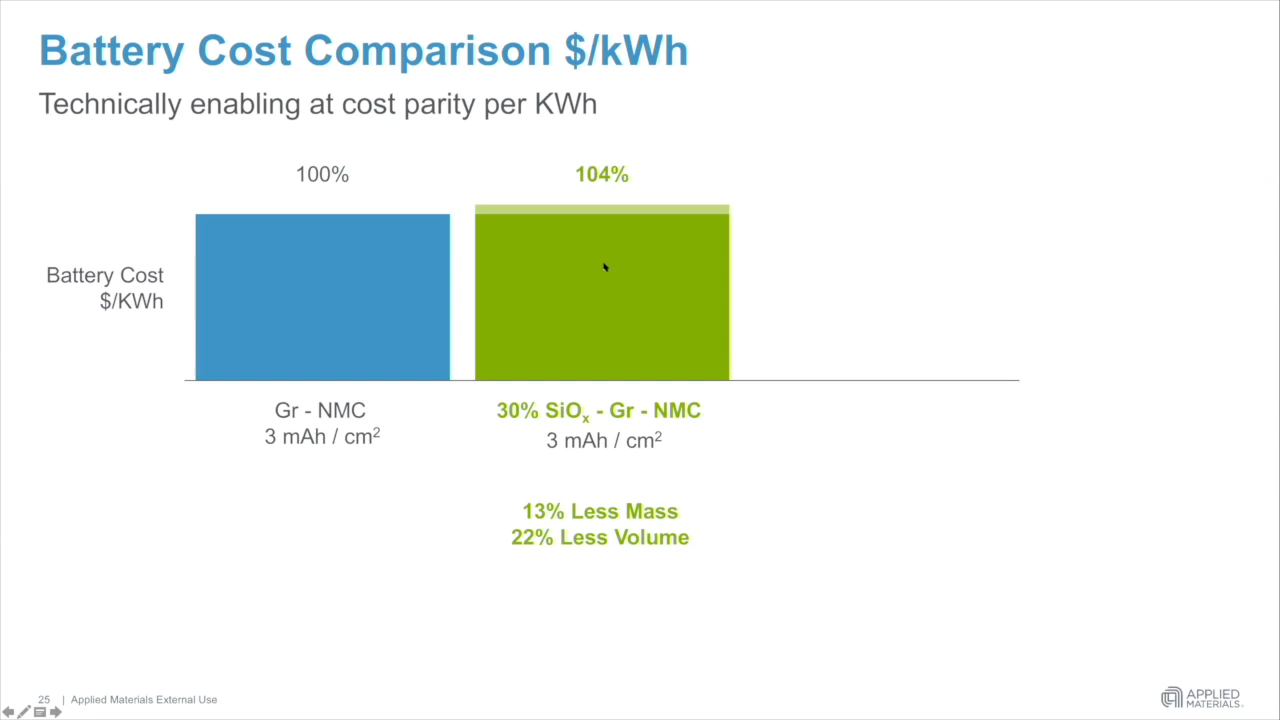 Battery Cost Comparison $/kWh
Technically enabling at cost parity per KWh
100%
104%
Battery Cost
$/KWh
Gr - NMC
3 mAh / cm²
30% SiOₓ - Gr - NMC
3 mAh / cm²
13% Less Mass
22% Less Volume
25 | Applied Materials External Use
APPLIED
MATERIALS